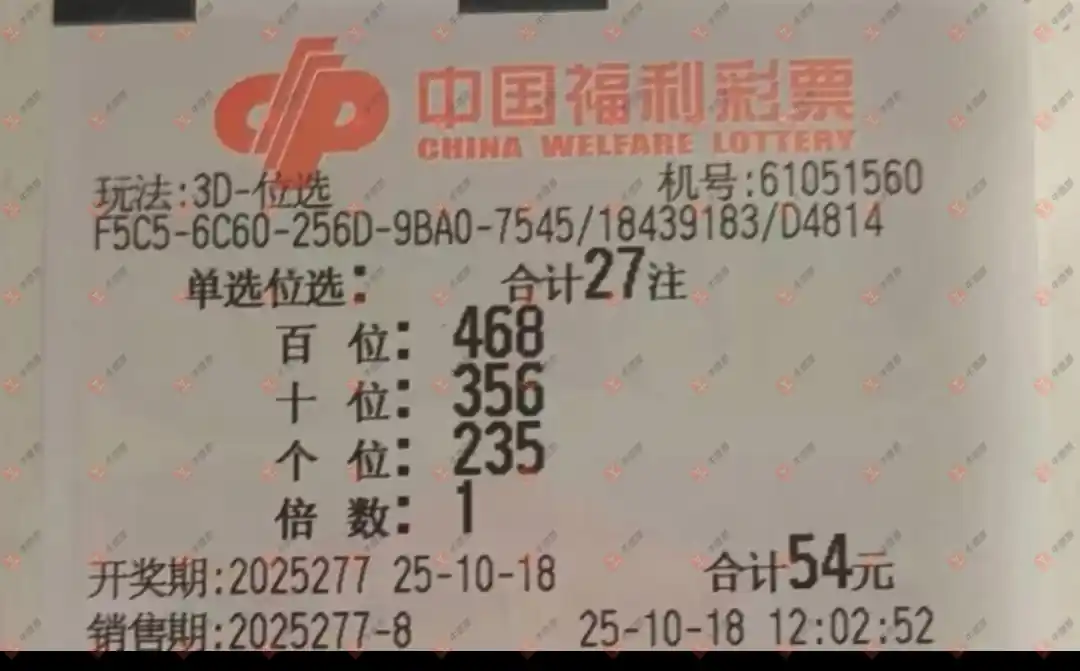 中国福利彩票
CHINA WELFARE LOTTERY
玩法:3D-位选 机号:61051560
F5C5-6C60-256D-9BA0-7545/18439183/D4814
单选位选: 合计27注
百 位: 468
十 位: 356
个 位: 235
倍 数: 1
开奖期:2025277 25-10-18 合计54元
销售期:2025277-8 25-10-18 12:02:52